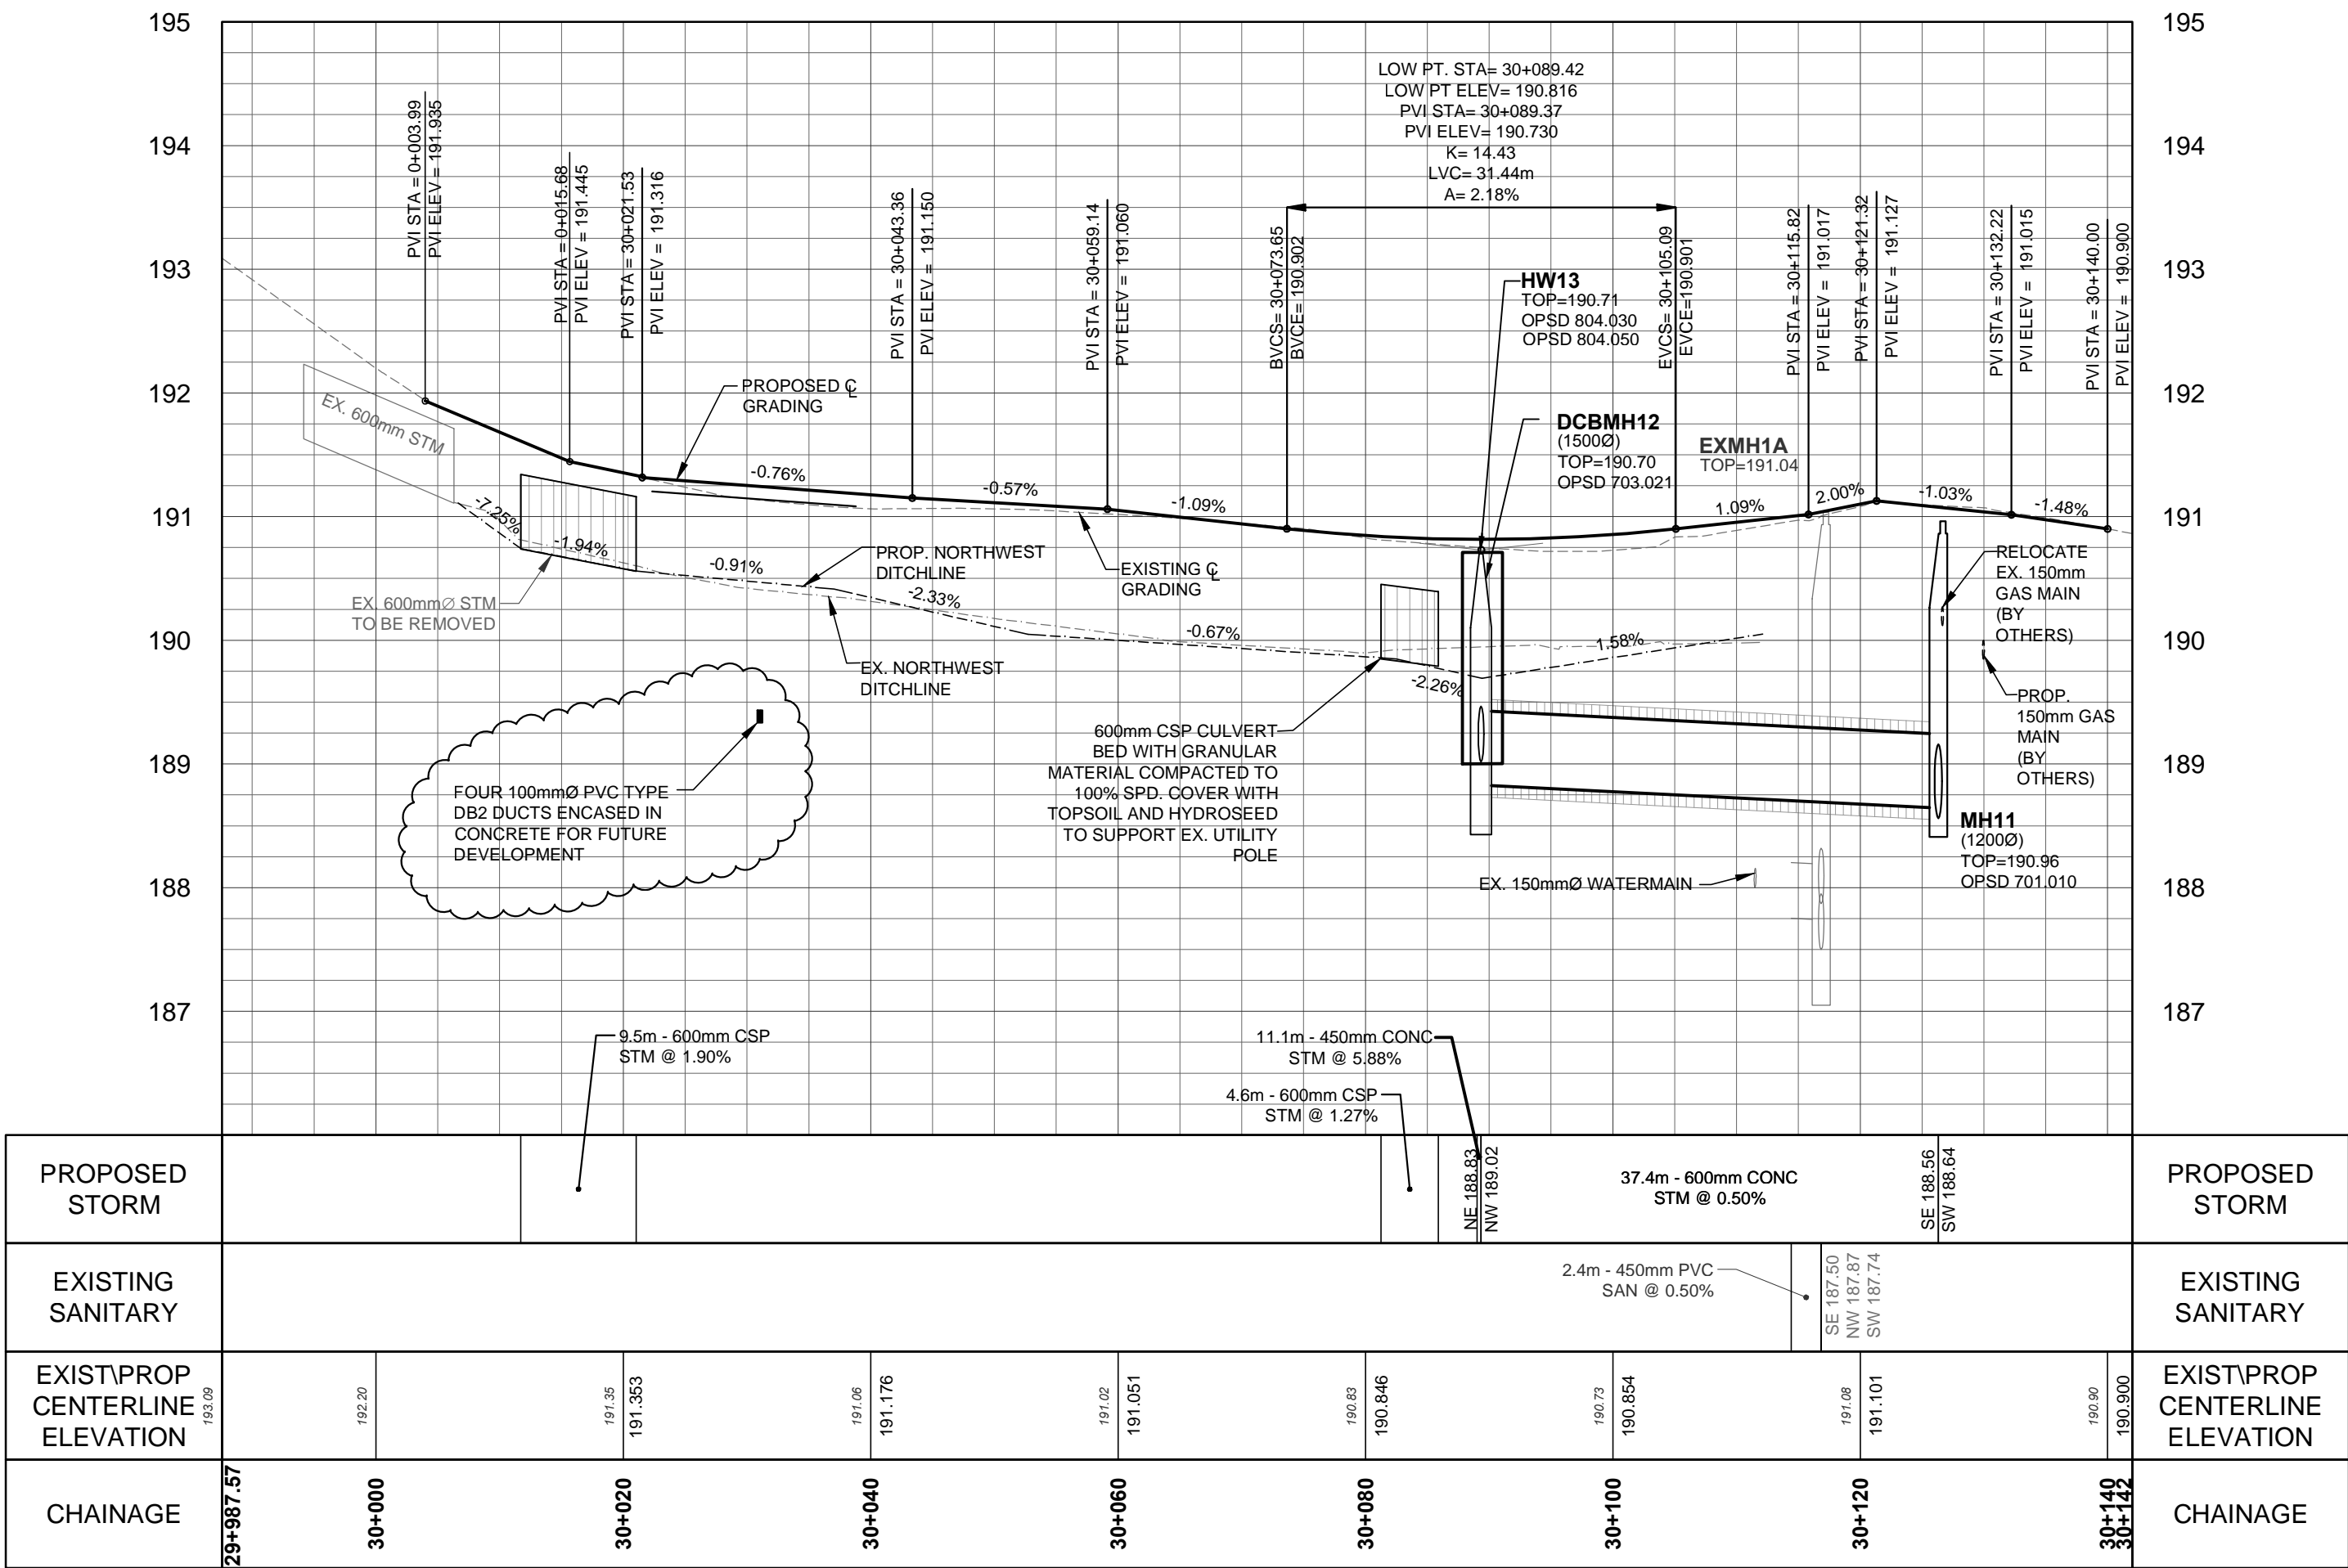 195
194
193
192
191
190
189
188
187
195
194
193
192
191
190
189
188
187
PVI STA = 0+003.99
PVI ELEV = 191.935
PVI STA = 0+015.68
PVI ELEV = 191.445
PVI STA = 30+021.53
PVI ELEV = 191.316
PVI STA = 30+043.36
PVI ELEV = 191.150
PVI STA = 30+059.14
PVI ELEV = 191.060
LOW PT. STA= 30+089.42
LOW PT ELEV= 190.816
PVI STA= 30+089.37
PVI ELEV= 190.730
K= 14.43
LVC= 31.44m
A= 2.18%
BVCS= 30+073.65
BVCE= 190.902
EVCS= 30+105.09
EVCE=190.901
PVI STA = 30+115.82
PVI ELEV = 191.017
PVI STA = 30+121.32
PVI ELEV = 191.127
PVI STA = 30+132.22
PVI ELEV = 191.015
PVI STA = 30+140.00
PVI ELEV = 190.900
HW13
TOP=190.71
OPSD 804.030
OPSD 804.050
DCBMH12
(1500Ø)
TOP=190.70
OPSD 703.021
EXMH1A
TOP=191.04
EX. 600mm STM
PROPOSED ℄
GRADING
-0.76%
-0.57%
-1.09%
1.09%
2.00%
-1.03%
-1.48%
-7.25%
-1.94%
-0.91%
-2.33%
-0.67%
-2.26%
1.58%
PROP. NORTHWEST
DITCHLINE
EXISTING ℄
GRADING
EX. 600mmØ STM
TO BE REMOVED
EX. NORTHWEST
DITCHLINE
RELOCATE
EX. 150mm
GAS MAIN
(BY
OTHERS)
PROP.
150mm GAS
MAIN
(BY
OTHERS)
FOUR 100mmØ PVC TYPE
DB2 DUCTS ENCASED IN
CONCRETE FOR FUTURE
DEVELOPMENT
600mm CSP CULVERT
BED WITH GRANULAR
MATERIAL COMPACTED TO
100% SPD. COVER WITH
TOPSOIL AND HYDROSEED
TO SUPPORT EX. UTILITY
POLE
MH11
(1200Ø)
TOP=190.96
OPSD 701.010
EX. 150mmØ WATERMAIN
9.5m - 600mm CSP
STM @ 1.90%
11.1m - 450mm CONC
STM @ 5.88%
4.6m - 600mm CSP
STM @ 1.27%
PROPOSED
STORM
NE 188.83
NW 189.02
37.4m - 600mm CONC
STM @ 0.50%
SE 188.56
SW 188.64
PROPOSED
STORM
EXISTING
SANITARY
2.4m - 450mm PVC
SAN @ 0.50%
SE 187.50
NW 187.87
SW 187.74
EXISTING
SANITARY
EXIST\PROP
CENTERLINE
ELEVATION
193.09
192.20
191.35
191.353
191.06
191.176
191.02
191.051
190.83
190.846
190.73
190.854
191.08
191.101
190.90
190.900
EXIST\PROP
CENTERLINE
ELEVATION
CHAINAGE
29+987.57
30+000
30+020
30+040
30+060
30+080
30+100
30+120
30+140
30+142
CHAINAGE